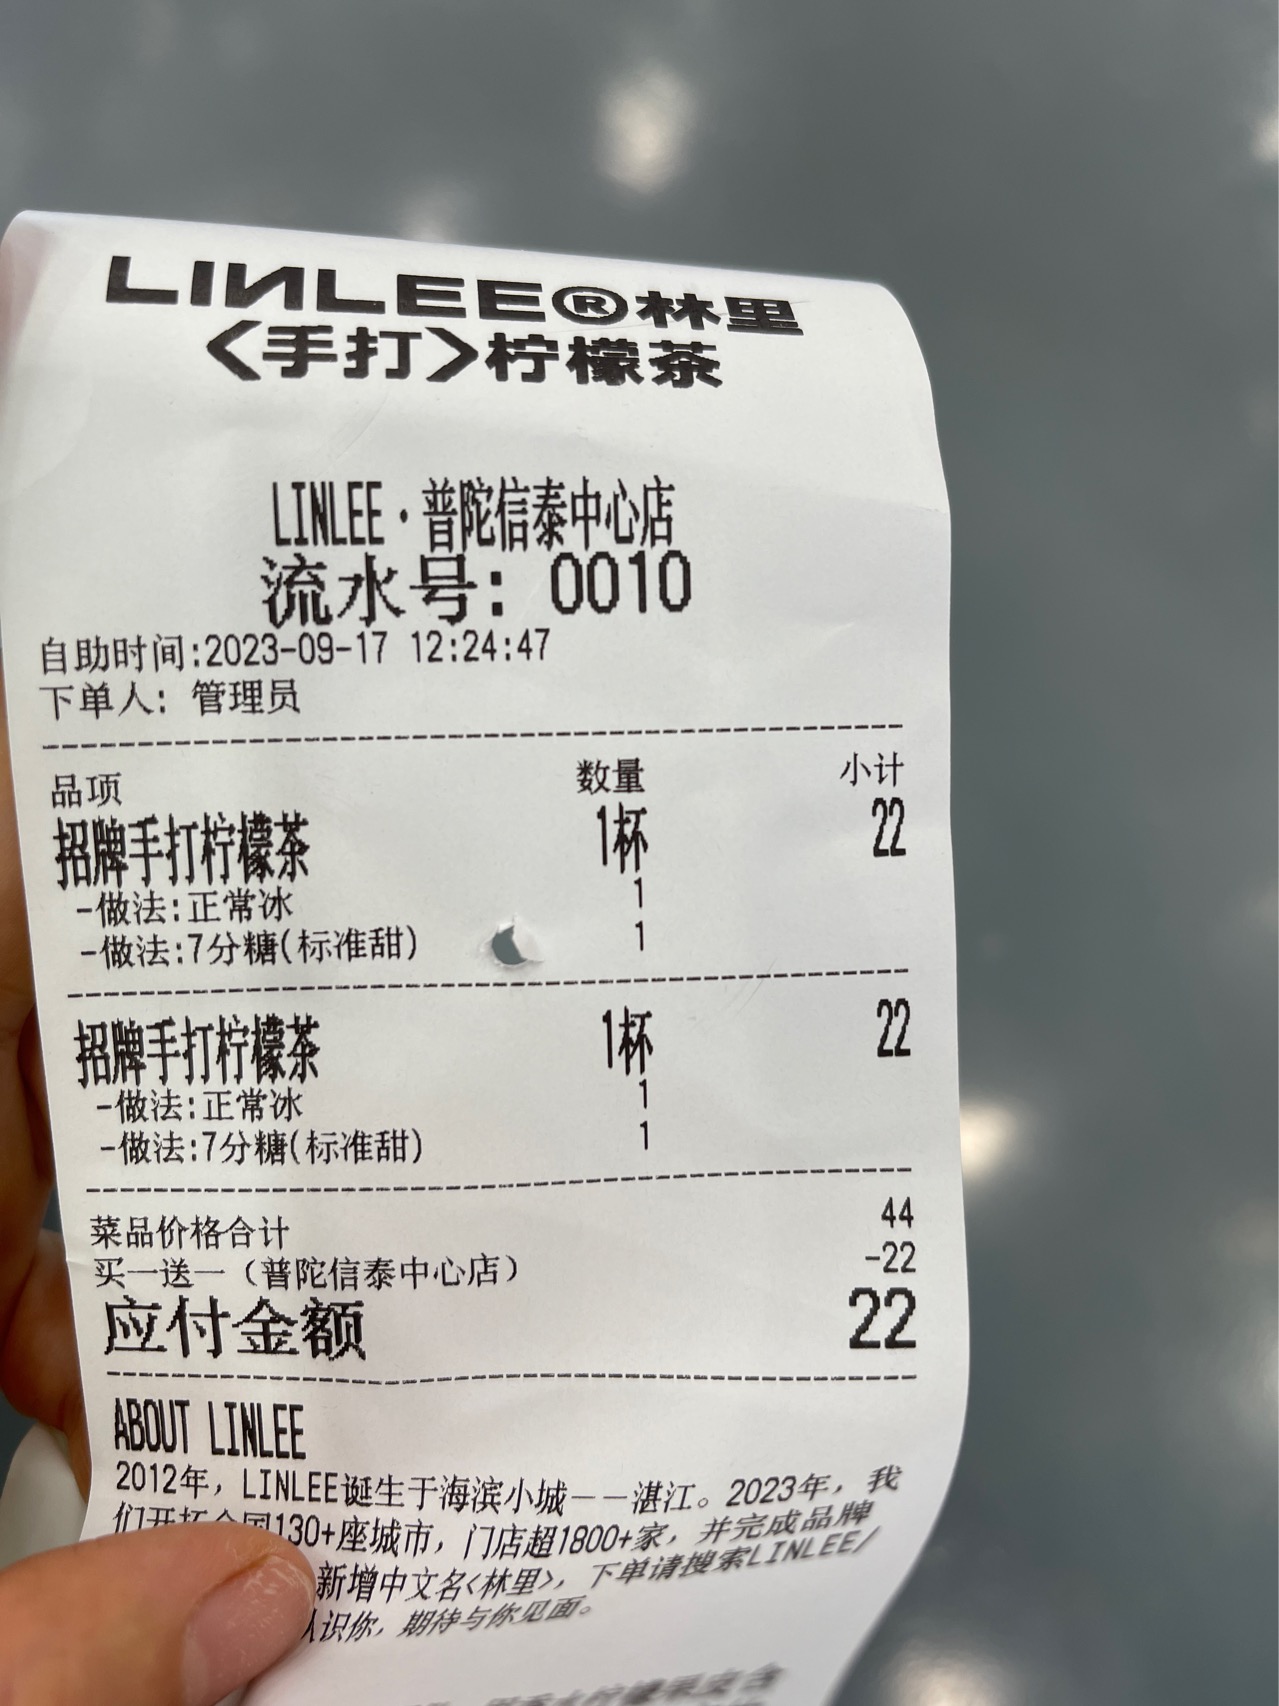 LINLEE®林里
<手打>柠檬茶
LINLEE·普陀信泰中心店
流水号: 0010
自助时间:2023-09-17 12:24:47
下单人: 管理员
品项 数量 小计
招牌手打柠檬茶 1杯 22
-做法:正常冰 1
-做法:7分糖(标准甜) 1
招牌手打柠檬茶 1杯 22
-做法:正常冰 1
-做法:7分糖(标准甜) 1
菜品价格合计 44
买一送一（普陀信泰中心店） -22
应付金额 22
ABOUT LINLEE
2012年，LINLEE诞生于海滨小城——湛江。2023年，我
们开拓全国130+座城市，门店超1800+家，并完成品牌
新增中文名<林里>，下单请搜索LINLEE/
识你，期待与你见面。